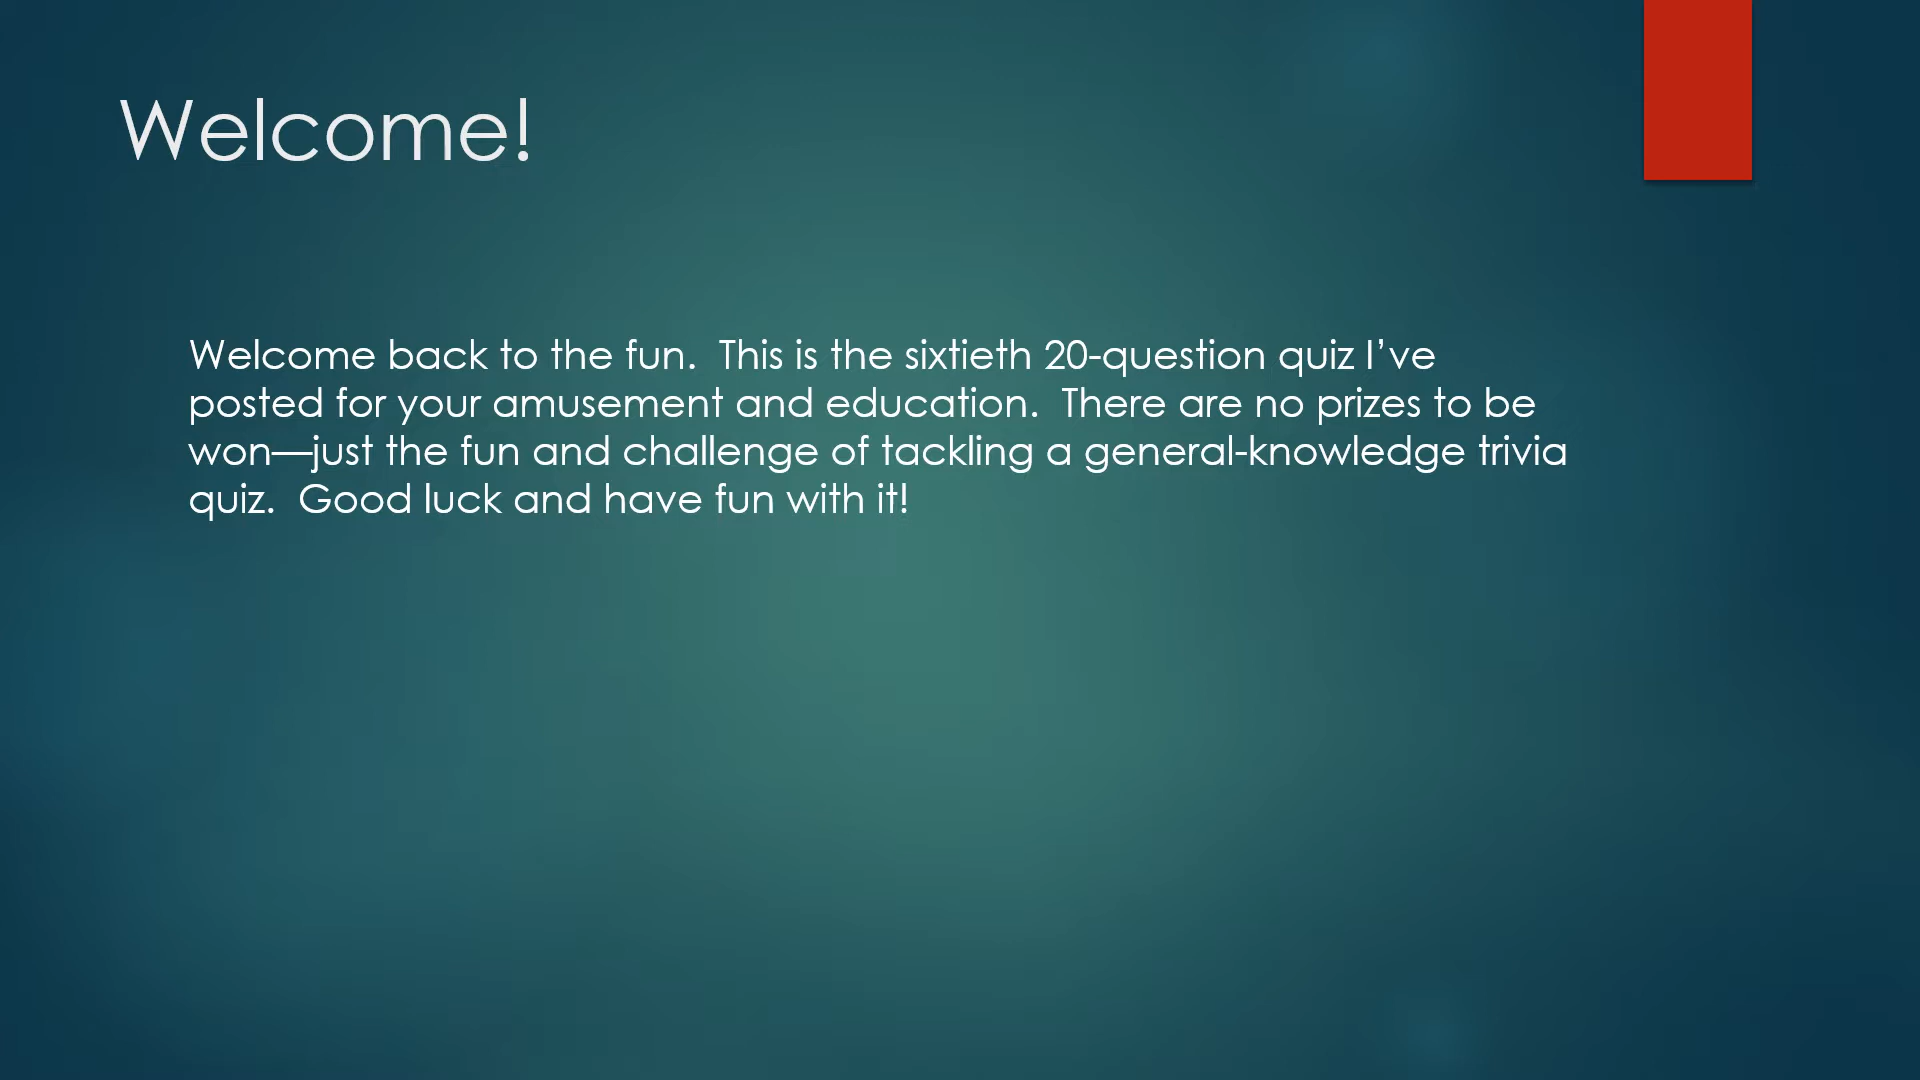 Welcome!
Welcome back to the fun.  This is the sixtieth 20-question quiz I’ve
posted for your amusement and education.  There are no prizes to be
won—just the fun and challenge of tackling a general-knowledge trivia
quiz.  Good luck and have fun with it!